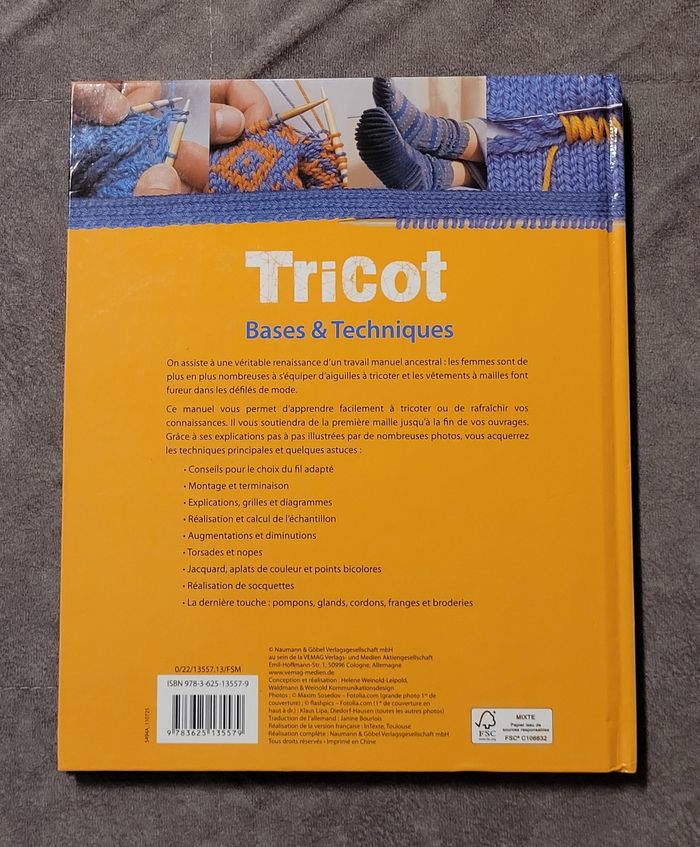 Tricot
Bases & Techniques
On assiste à une véritable renaissance d'un travail manuel ancestral : les femmes sont de
plus en plus nombreuses à s'équiper d'aiguilles à tricoter et les vêtements à mailles font
fureur dans les défilés de mode.
Ce manuel vous permet d'apprendre facilement à tricoter ou de rafraîchir vos
connaissances. Il vous soutiendra de la première maille jusqu'à la fin de vos ouvrages.
Grâce à ses explications pas à pas illustrées par de nombreuses photos, vous acquerrez
les techniques principales et quelques astuces :
• Conseils pour le choix du fil adapté
• Montage et terminaison
• Explications, grilles et diagrammes
• Réalisation et calcul de l'échantillon
• Augmentations et diminutions
• Torsades et nopes
• Jacquard, aplats de couleur et points bicolores
• Réalisation de socquettes
• La dernière touche : pompons, glands, cordons, franges et broderies
© Naumann & Göbel Verlagsgesellschaft mbH
au sein de la VEMAG Verlags- und Medien Aktiengesellschaft
Emil-Hoffmann-Str. 1, 50996 Cologne, Allemagne
www.vemag-medien.de
Conception et réalisation : Helene Weinold-Leipold,
Waldmann & Weinold Kommunikationsdesign
Photos : © Maxim Sosedov – Fotolia.com (grande photo 1ʳᵉ de
couverture) ; © flashpics – Fotolia.com (1ʳᵉ de couverture en
haut à dr.) ; Klaus Lipa, Diedorf-Hausen (toutes les autres photos)
Traduction de l'allemand : Janine Bourlois
Réalisation de la version française : InTexte, Toulouse
Réalisation complète : Naumann & Göbel Verlagsgesellschaft mbH
Tous droits réservés • Imprimé en Chine
0/22/13557.13/FSM
ISBN 978-3-625-13557-9
9 783625 135579
FSC
MIXTE
Papier issu de
sources responsables
FSC® C106632